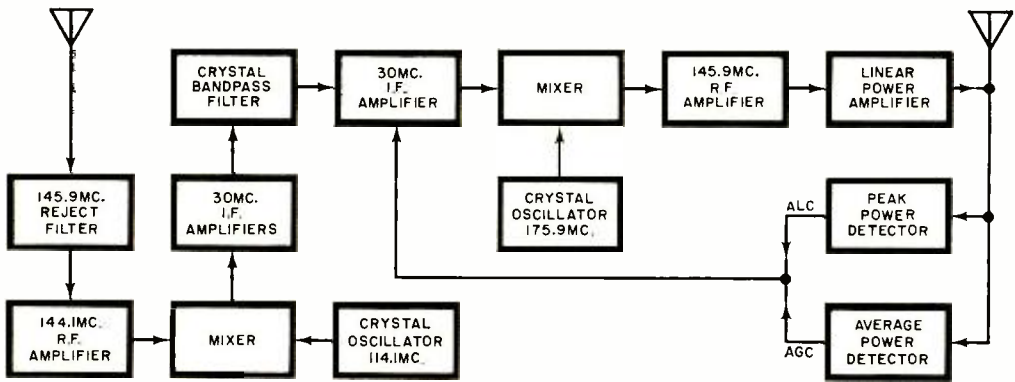 CRYSTAL
BANDPASS
FILTER
30MC.
I.F.
AMPLIFIER
MIXER
145.9MC.
R.F.
AMPLIFIER
LINEAR
POWER
AMPLIFIER
145.9MC.
REJECT
FILTER
30MC.
I.F.
AMPLIFIERS
CRYSTAL
OSCILLATOR
175.9MC.
ALC
PEAK
POWER
DETECTOR
144.1MC.
R.F.
AMPLIFIER
MIXER
CRYSTAL
OSCILLATOR
114.1MC.
AGC
AVERAGE
POWER
DETECTOR